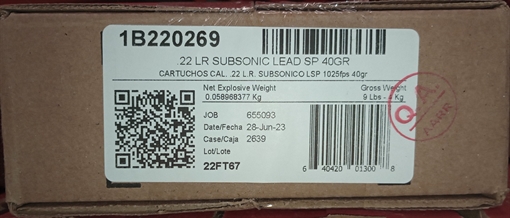 1B220269
.22 LR SUBSONIC LEAD SP 40GR
CARTUCHOS CAL. .22 L.R. SUBSONICO LSP 1025fps 40gr
Net Explosive Weight Gross Weight
0.058968377 Kg 9 Lbs - 4 Kg
JOB 655093
Date/Fecha 28-Jun-23
Case/Caja 2639
Lot/Lote
22FT67
6 40420 01300 8
Q.A.